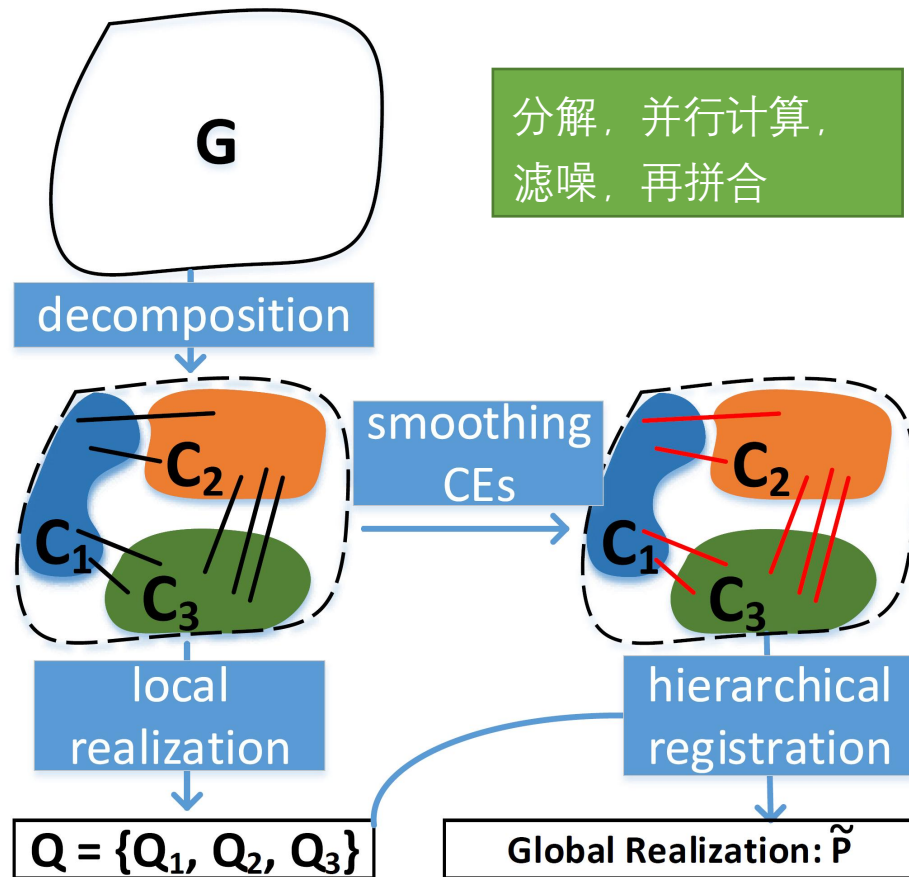 G
分解，并行计算，
滤噪，再拼合
decomposition
C₂
C₁
C₃
smoothing
CEs
C₂
C₁
C₃
local
realization
hierarchical
registration
Q = {Q₁, Q₂, Q₃}
Global Realization: P̃